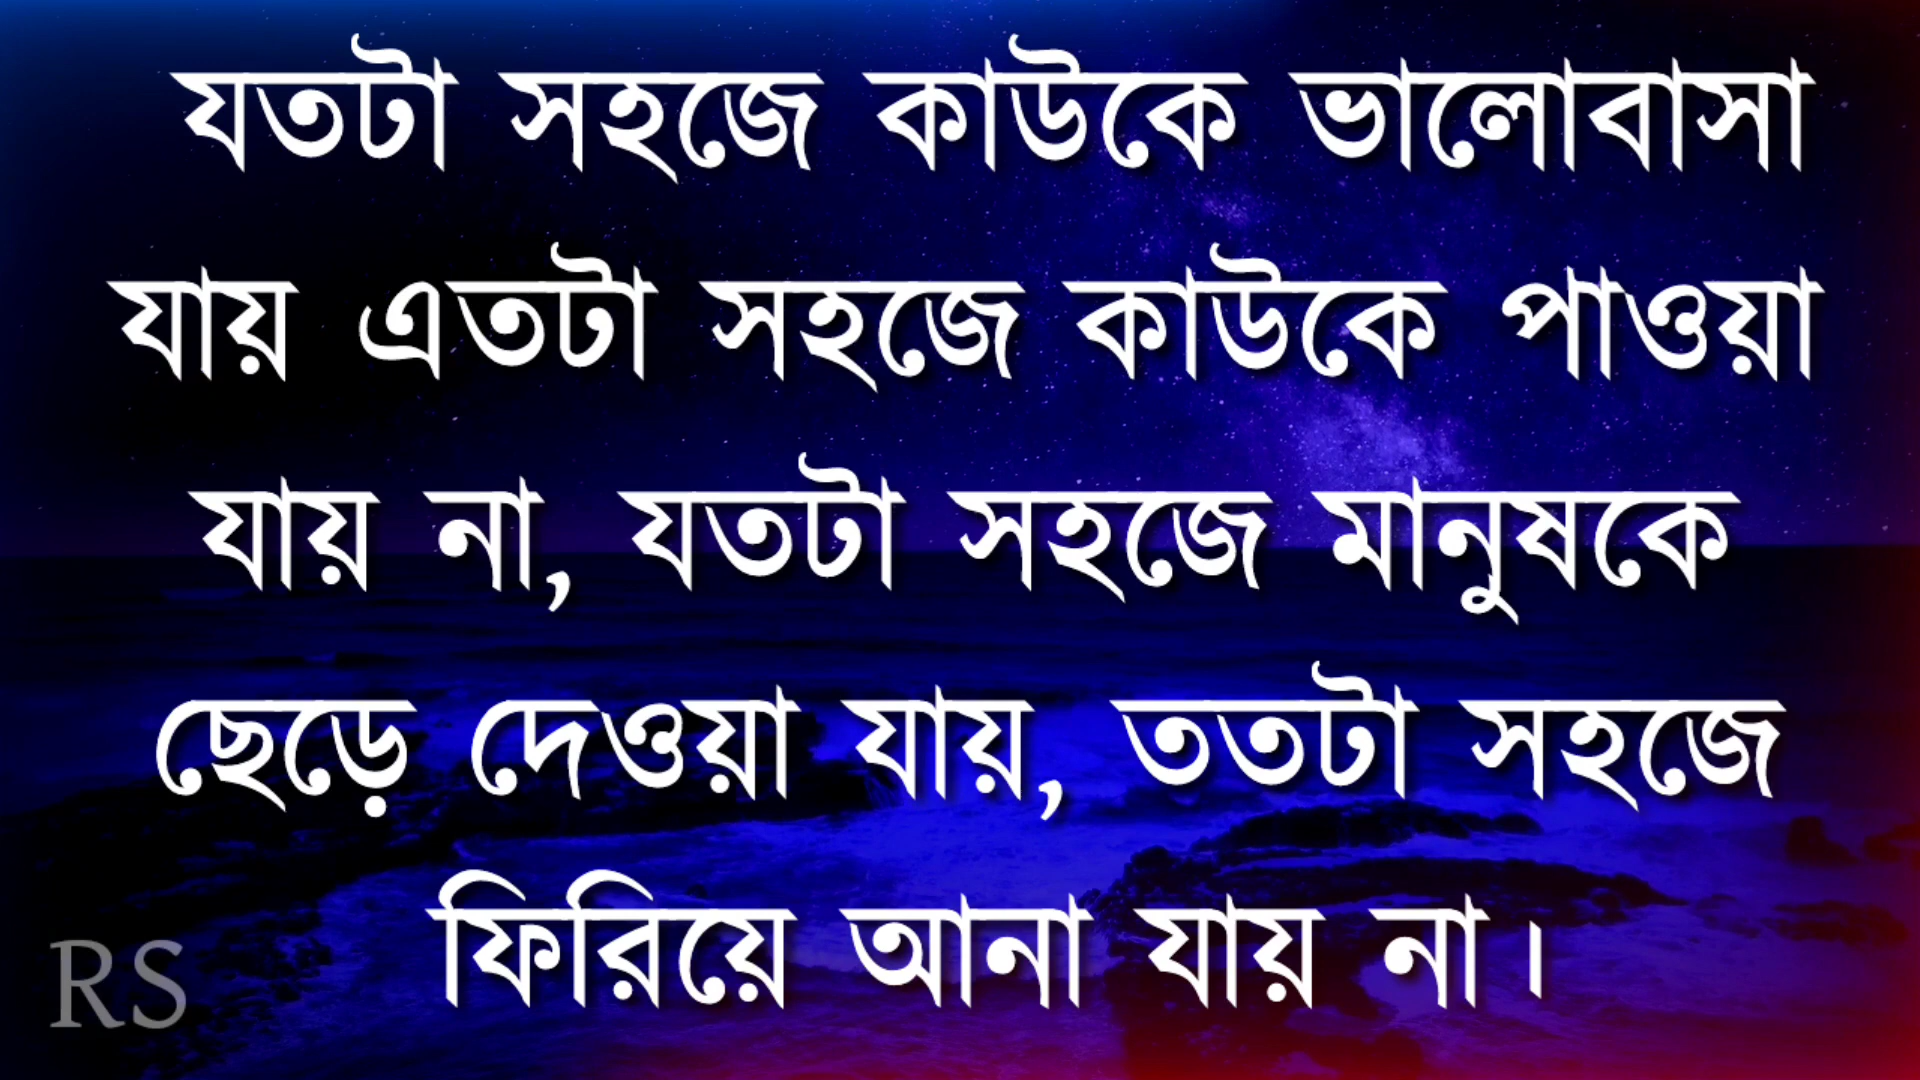 যতটা সহজে কাউকে ভালোবাসা
যায় এতটা সহজে কাউকে পাওয়া
যায় না, যতটা সহজে মানুষকে
ছেড়ে দেওয়া যায়, ততটা সহজে
ফিরিয়ে আনা যায় না।
RS